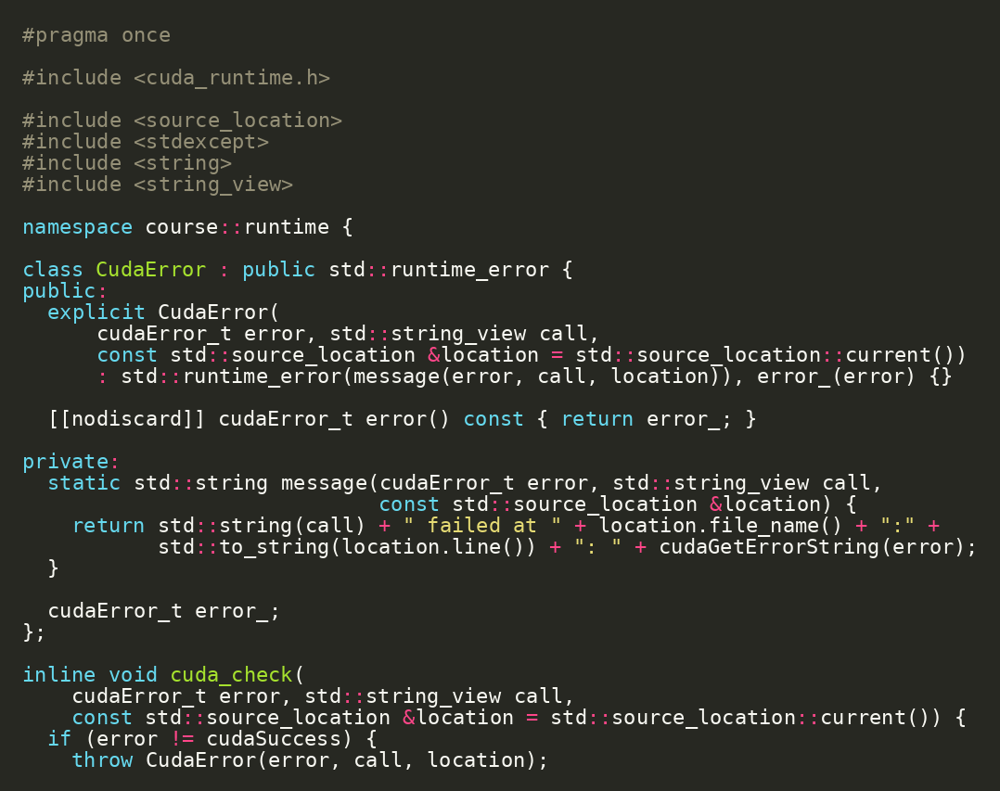 #pragma once

#include <cuda_runtime.h>

#include <source_location>
#include <stdexcept>
#include <string>
#include <string_view>

namespace course::runtime {

class CudaError : public std::runtime_error {
public:
  explicit CudaError(
      cudaError_t error, std::string_view call,
      const std::source_location &location = std::source_location::current())
      : std::runtime_error(message(error, call, location)), error_(error) {}

  [[nodiscard]] cudaError_t error() const { return error_; }

private:
  static std::string message(cudaError_t error, std::string_view call,
                             const std::source_location &location) {
    return std::string(call) + " failed at " + location.file_name() + ":" +
           std::to_string(location.line()) + ": " + cudaGetErrorString(error);
  }

  cudaError_t error_;
};

inline void cuda_check(
    cudaError_t error, std::string_view call,
    const std::source_location &location = std::source_location::current()) {
  if (error != cudaSuccess) {
    throw CudaError(error, call, location);